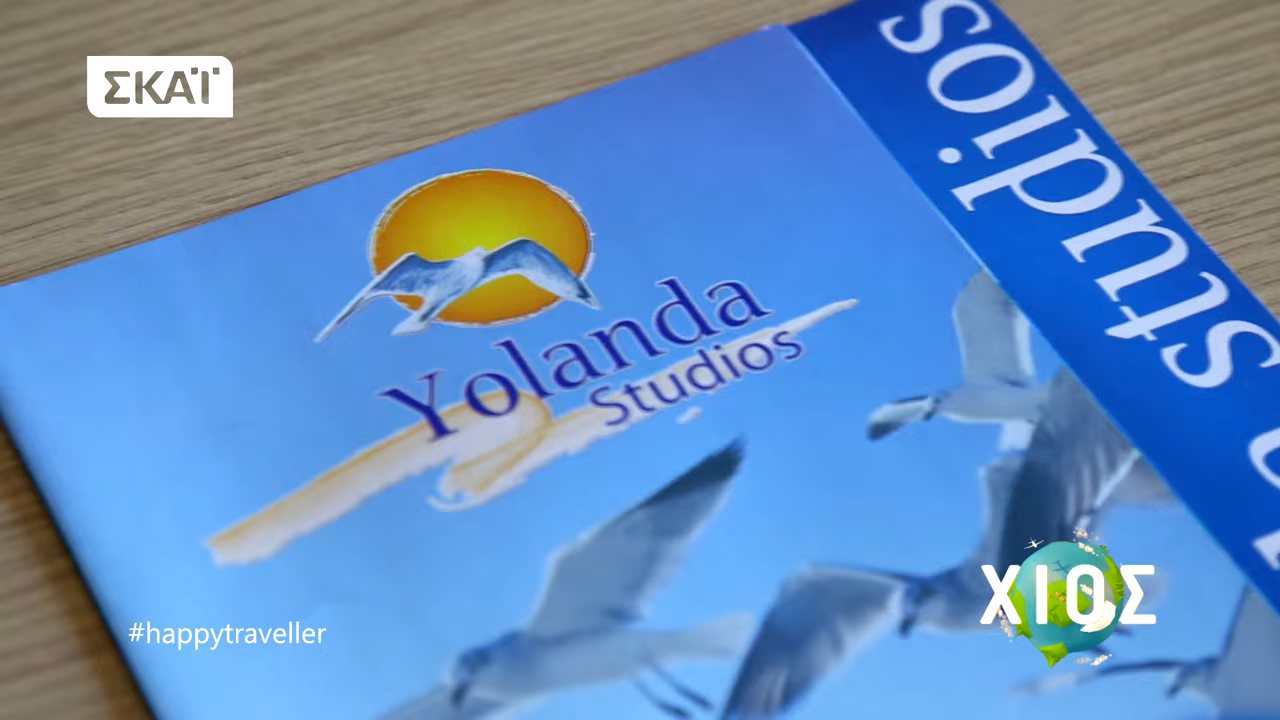 ΣΚΑΪ
Studios
Yolanda
Studios
#happytraveller
ΧΙΟΣ